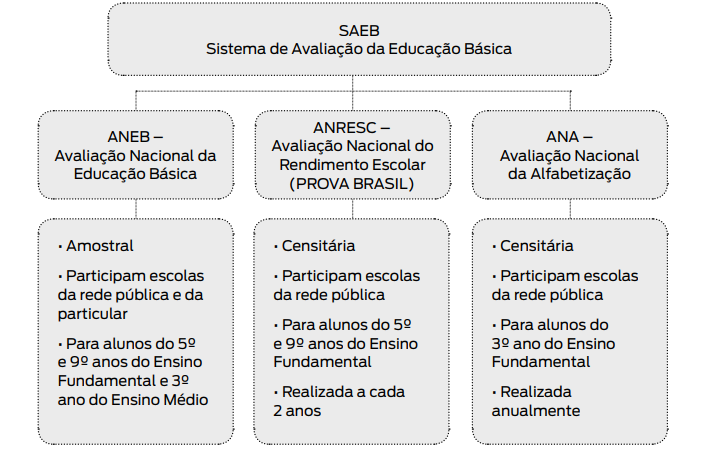 SAEB
Sistema de Avaliação da Educação Básica
ANEB –
Avaliação Nacional da
Educação Básica
ANRESC –
Avaliação Nacional do
Rendimento Escolar
(PROVA BRASIL)
ANA –
Avaliação Nacional
da Alfabetização
· Amostral
· Participam escolas
da rede pública e da
particular
· Para alunos do 5º
e 9º anos do Ensino
Fundamental e 3º
ano do Ensino Médio
· Censitária
· Participam escolas
da rede pública
· Para alunos do 5º
e 9º anos do Ensino
Fundamental
· Realizada a cada
2 anos
· Censitária
· Participam escolas
da rede pública
· Para alunos do
3º ano do Ensino
Fundamental
· Realizada
anualmente